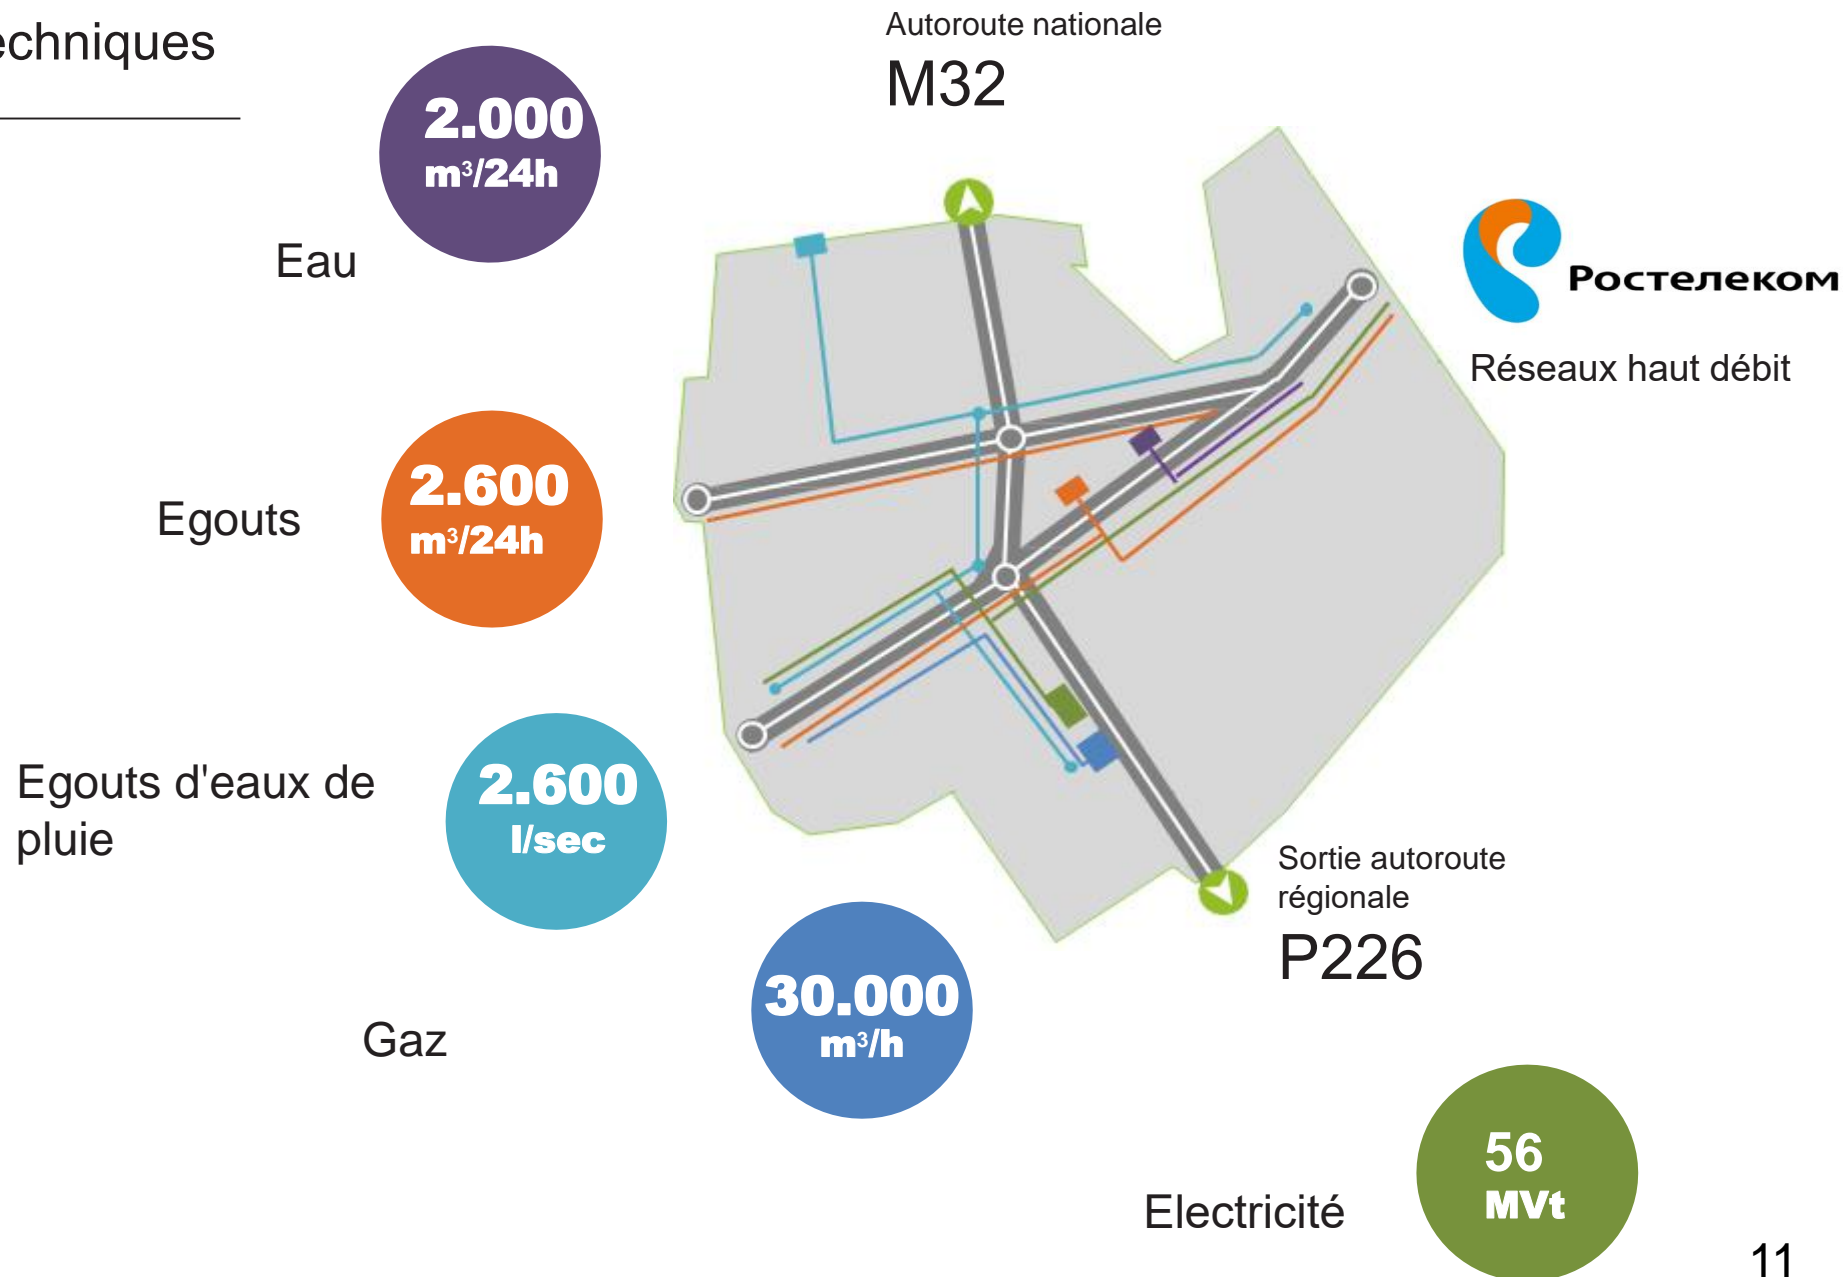 echniques
Autoroute nationale
M32
2.000
m³/24h
Eau
Ростелеком
Réseaux haut débit
Egouts
2.600
m³/24h
Egouts d'eaux de
pluie
2.600
l/sec
Sortie autoroute
régionale
P226
Gaz
30.000
m³/h
Electricité
56
MVt
11